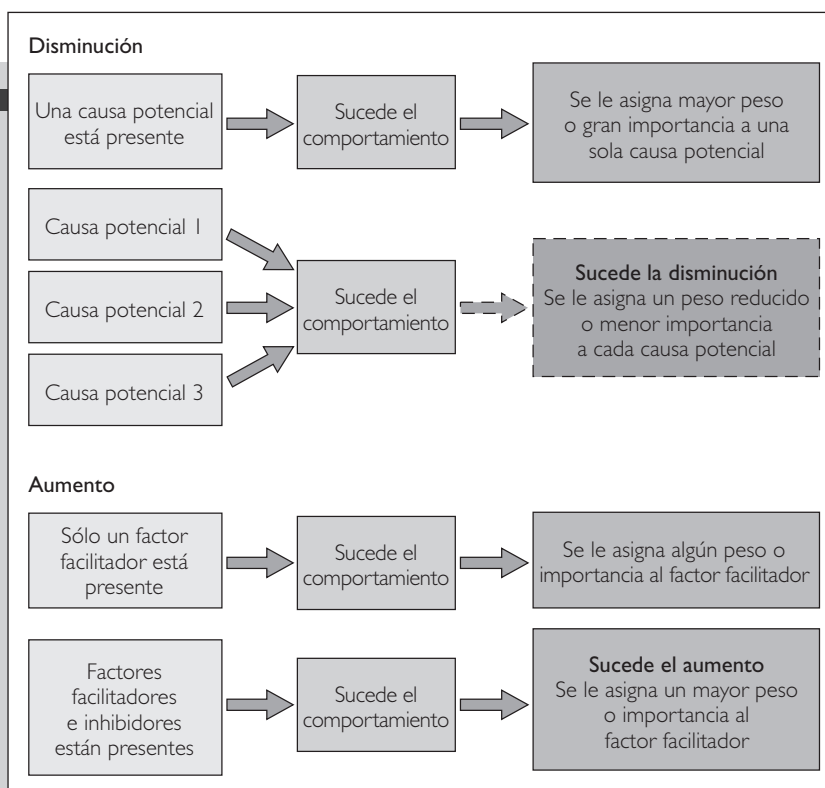 Disminución
Una causa potencial
está presente
Sucede el
comportamiento
Se le asigna mayor peso
o gran importancia a una
sola causa potencial
Causa potencial 1
Causa potencial 2
Causa potencial 3
Sucede el
comportamiento
Sucede la disminución
Se le asigna un peso reducido
o menor importancia
a cada causa potencial
Aumento
Sólo un factor
facilitador está
presente
Sucede el
comportamiento
Se le asigna algún peso o
importancia al factor facilitador
Factores
facilitadores
e inhibidores
están presentes
Sucede el
comportamiento
Sucede el aumento
Se le asigna un mayor peso
o importancia al
factor facilitador